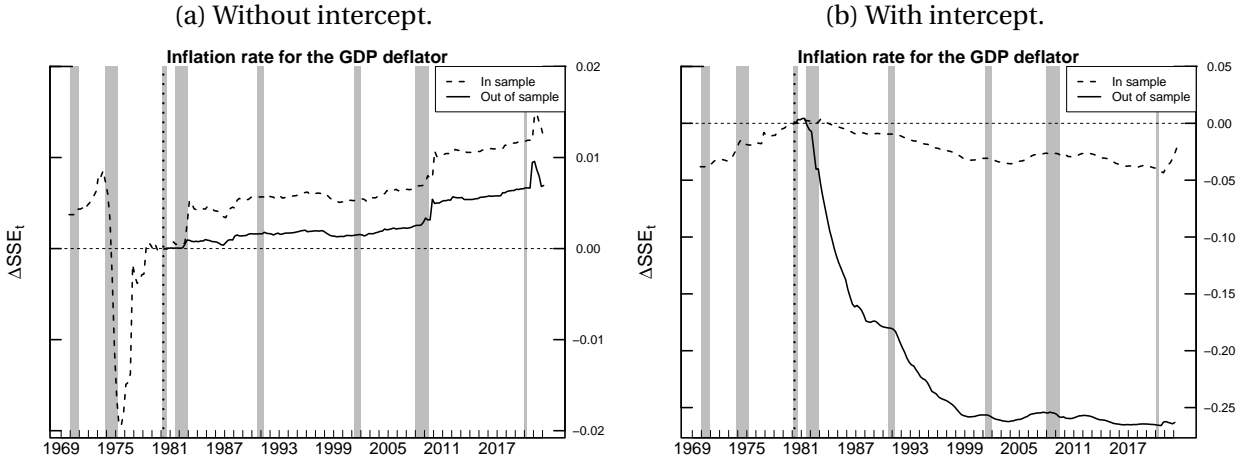 (a) Without intercept.
Inflation rate for the GDP deflator
In sample
Out of sample
0.02
0.01
0.00
−0.01
−0.02
ΔSSEt
1969 1975 1981 1987 1993 1999 2005 2011 2017
(b) With intercept.
Inflation rate for the GDP deflator
In sample
Out of sample
0.05
0.00
−0.05
−0.10
−0.15
−0.20
−0.25
ΔSSEt
1969 1975 1981 1987 1993 1999 2005 2011 2017